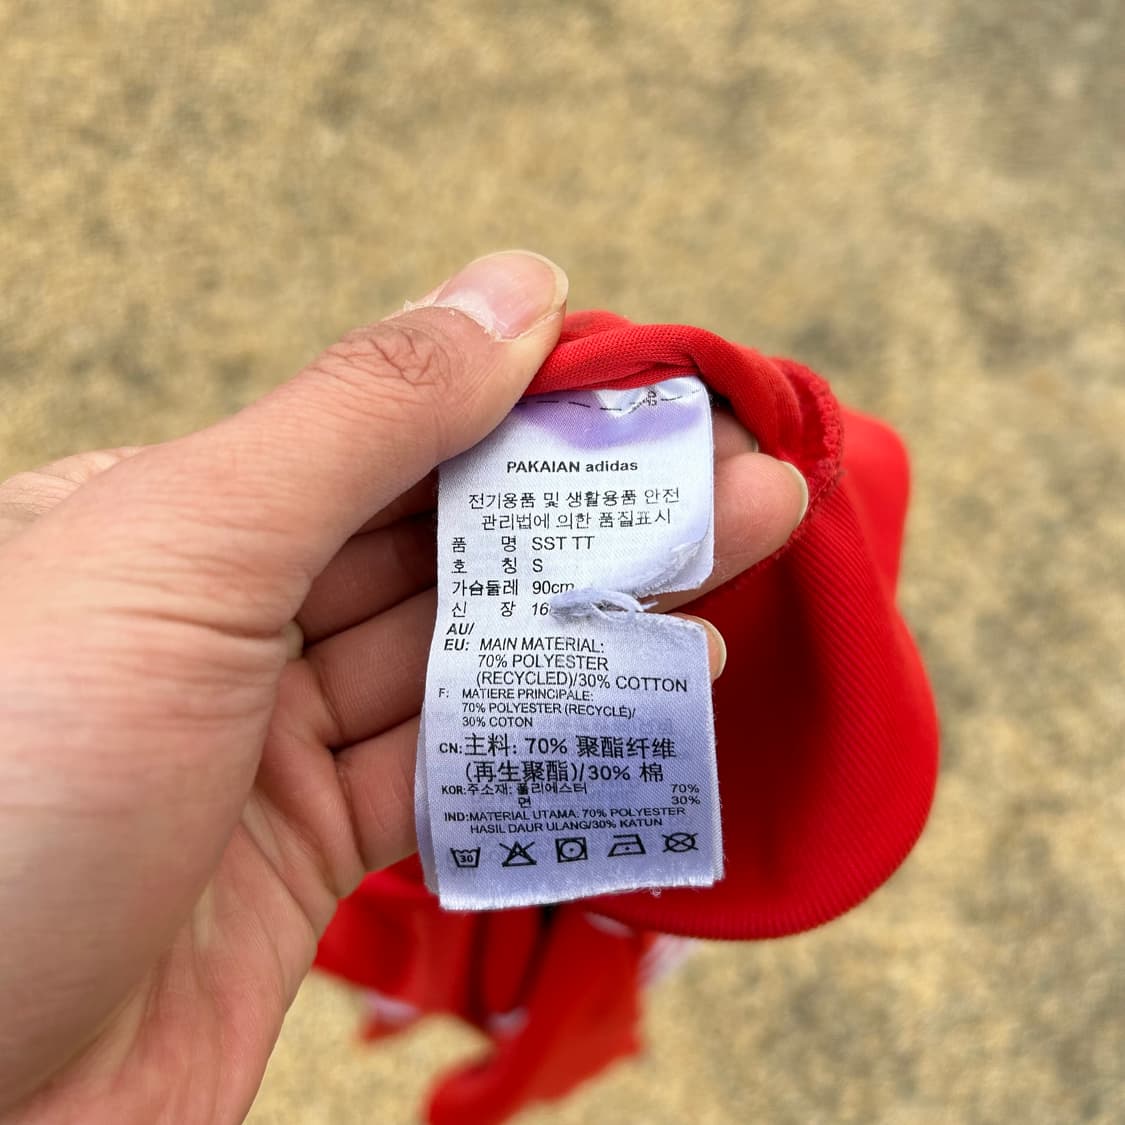 PAKAIAN adidas
전기용품 및 생활용품 안전
관리법에 의한 품질표시
품 명 SST TT
호 칭 S
가슴둘레 90cm
신 장
AU/
EU: MAIN MATERIAL:
70% POLYESTER
(RECYCLED)/30% COTTON
F: MATIERE PRINCIPALE:
70% POLYESTER (RECYCLÉ)/
30% COTON
CN:主料: 70% 聚酯纤维
(再生聚酯)/30% 棉
KOR:주소재: 폴리에스터 70%
면 30%
IND:MATERIAL UTAMA: 70% POLYESTER
HASIL DAUR ULANG/30% KATUN
30